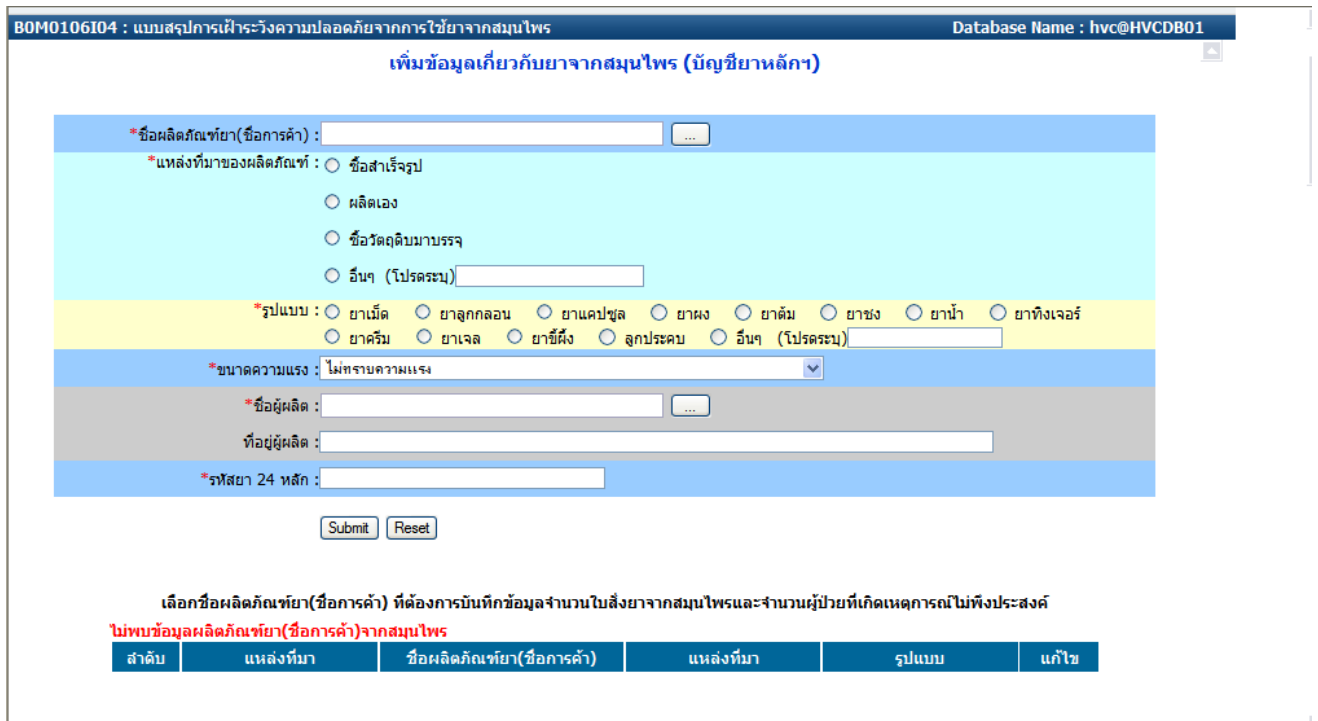 BOM0106I04 : แบบสรุปการเฝ้าระวังความปลอดภัยจากการใช้ยาจากสมุนไพร Database Name : hvc@HVCDB01
เพิ่มข้อมูลเกี่ยวกับยาจากสมุนไพร (บัญชียาหลักฯ)
*ชื่อผลิตภัณฑ์ยา(ชื่อการค้า) : ...
*แหล่งที่มาของผลิตภัณฑ์ : ซื้อสำเร็จรูป
ผลิตเอง
ซื้อวัตถุดิบมาบรรจุ
อื่นๆ (โปรดระบุ)
*รูปแบบ : ยาเม็ด ยาลูกกลอน ยาแคปซูล ยาผง ยาต้ม ยาชง ยาน้ำ ยาทิงเจอร์
ยาครีม ยาเจล ยาขี้ผึ้ง ลูกประคบ อื่นๆ (โปรดระบุ)
*ขนาดความแรง : ไม่ทราบความแรง
*ชื่อผู้ผลิต : ...
ที่อยู่ผู้ผลิต :
*รหัสยา 24 หลัก :
Submit Reset
เลือกชื่อผลิตภัณฑ์ยา(ชื่อการค้า) ที่ต้องการบันทึกข้อมูลจำนวนใบสั่งยาจากสมุนไพรและจำนวนผู้ป่วยที่เกิดเหตุการณ์ไม่พึงประสงค์
ไม่พบข้อมูลผลิตภัณฑ์ยา(ชื่อการค้า)จากสมุนไพร
ลำดับ แหล่งที่มา ชื่อผลิตภัณฑ์ยา(ชื่อการค้า) แหล่งที่มา รูปแบบ แก้ไข